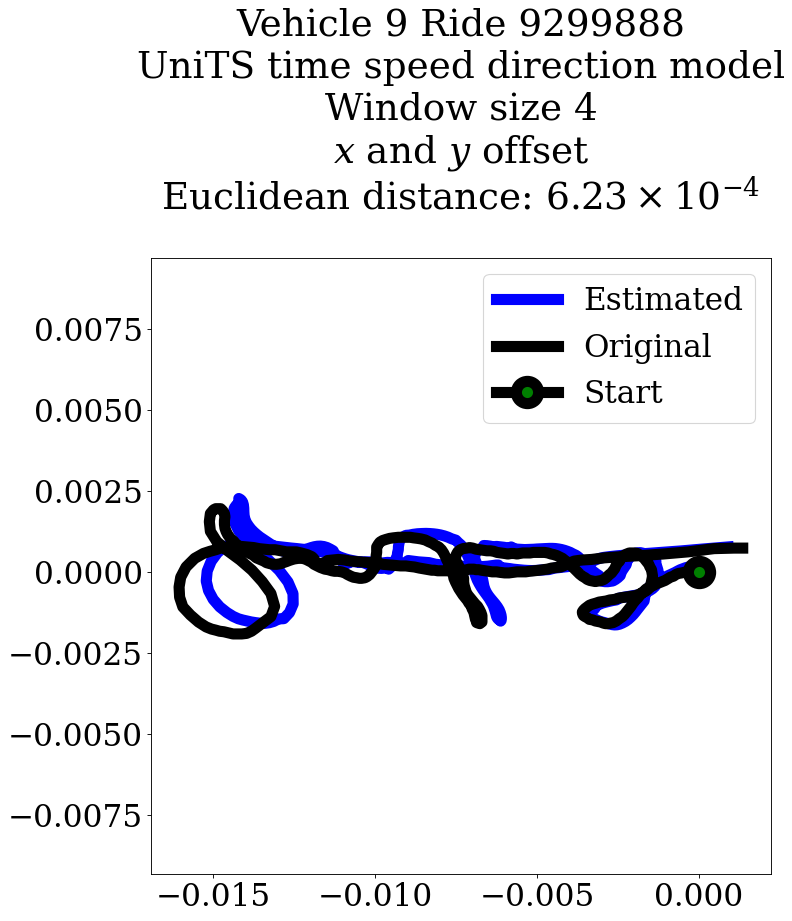 Vehicle 9 Ride 9299888
UniTS time speed direction model
Window size 4
x and y offset
Euclidean distance: 6.23 × 10⁻⁴
Estimated
Original
Start
0.0075
0.0050
0.0025
0.0000
−0.0025
−0.0050
−0.0075
−0.015 −0.010 −0.005 0.000